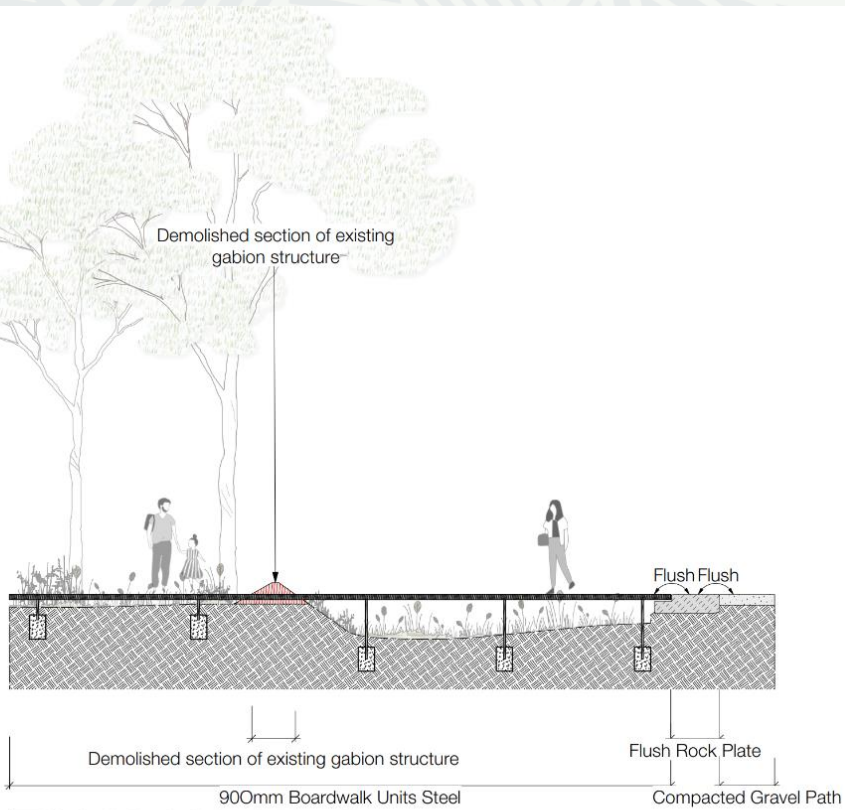 Demolished section of existing
gabion structure
Flush Flush
Demolished section of existing gabion structure
Flush Rock Plate
900mm Boardwalk Units Steel
Compacted Gravel Path